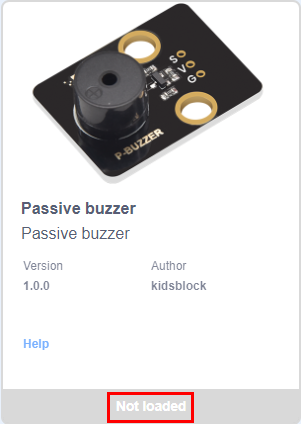 S
V
G
P-BUZZER
Passive buzzer
Passive buzzer
Version
Author
1.0.0
kidsblock
Help
Not loaded